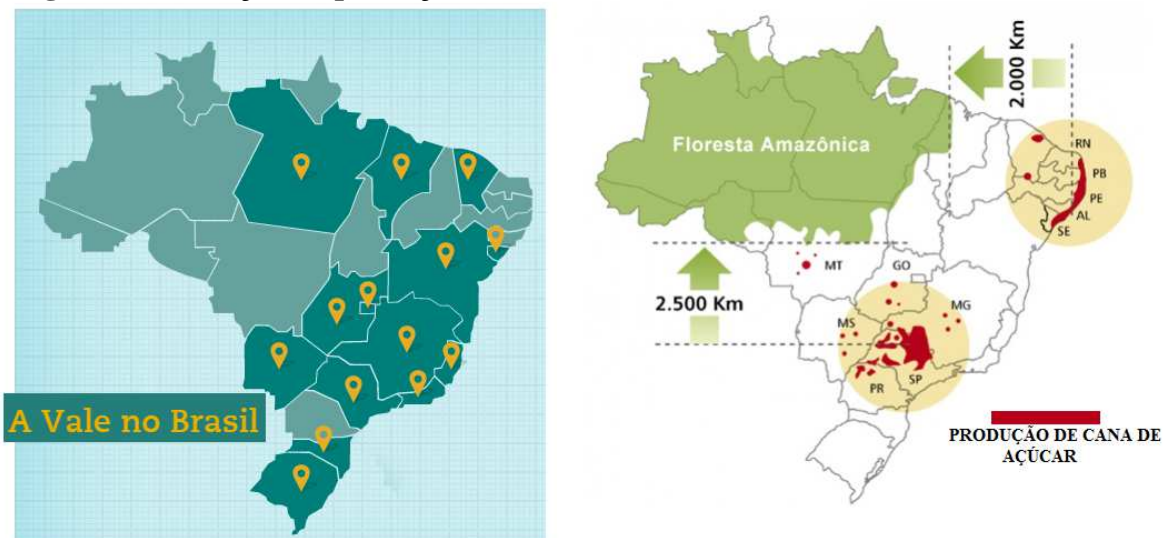 A Vale no Brasil
2.000 Km
Floresta Amazônica
RN
PB
PE
AL
SE
MT
GO
2.500 Km
MG
MS
SP
PR
PRODUÇÃO DE CANA DE
AÇÚCAR